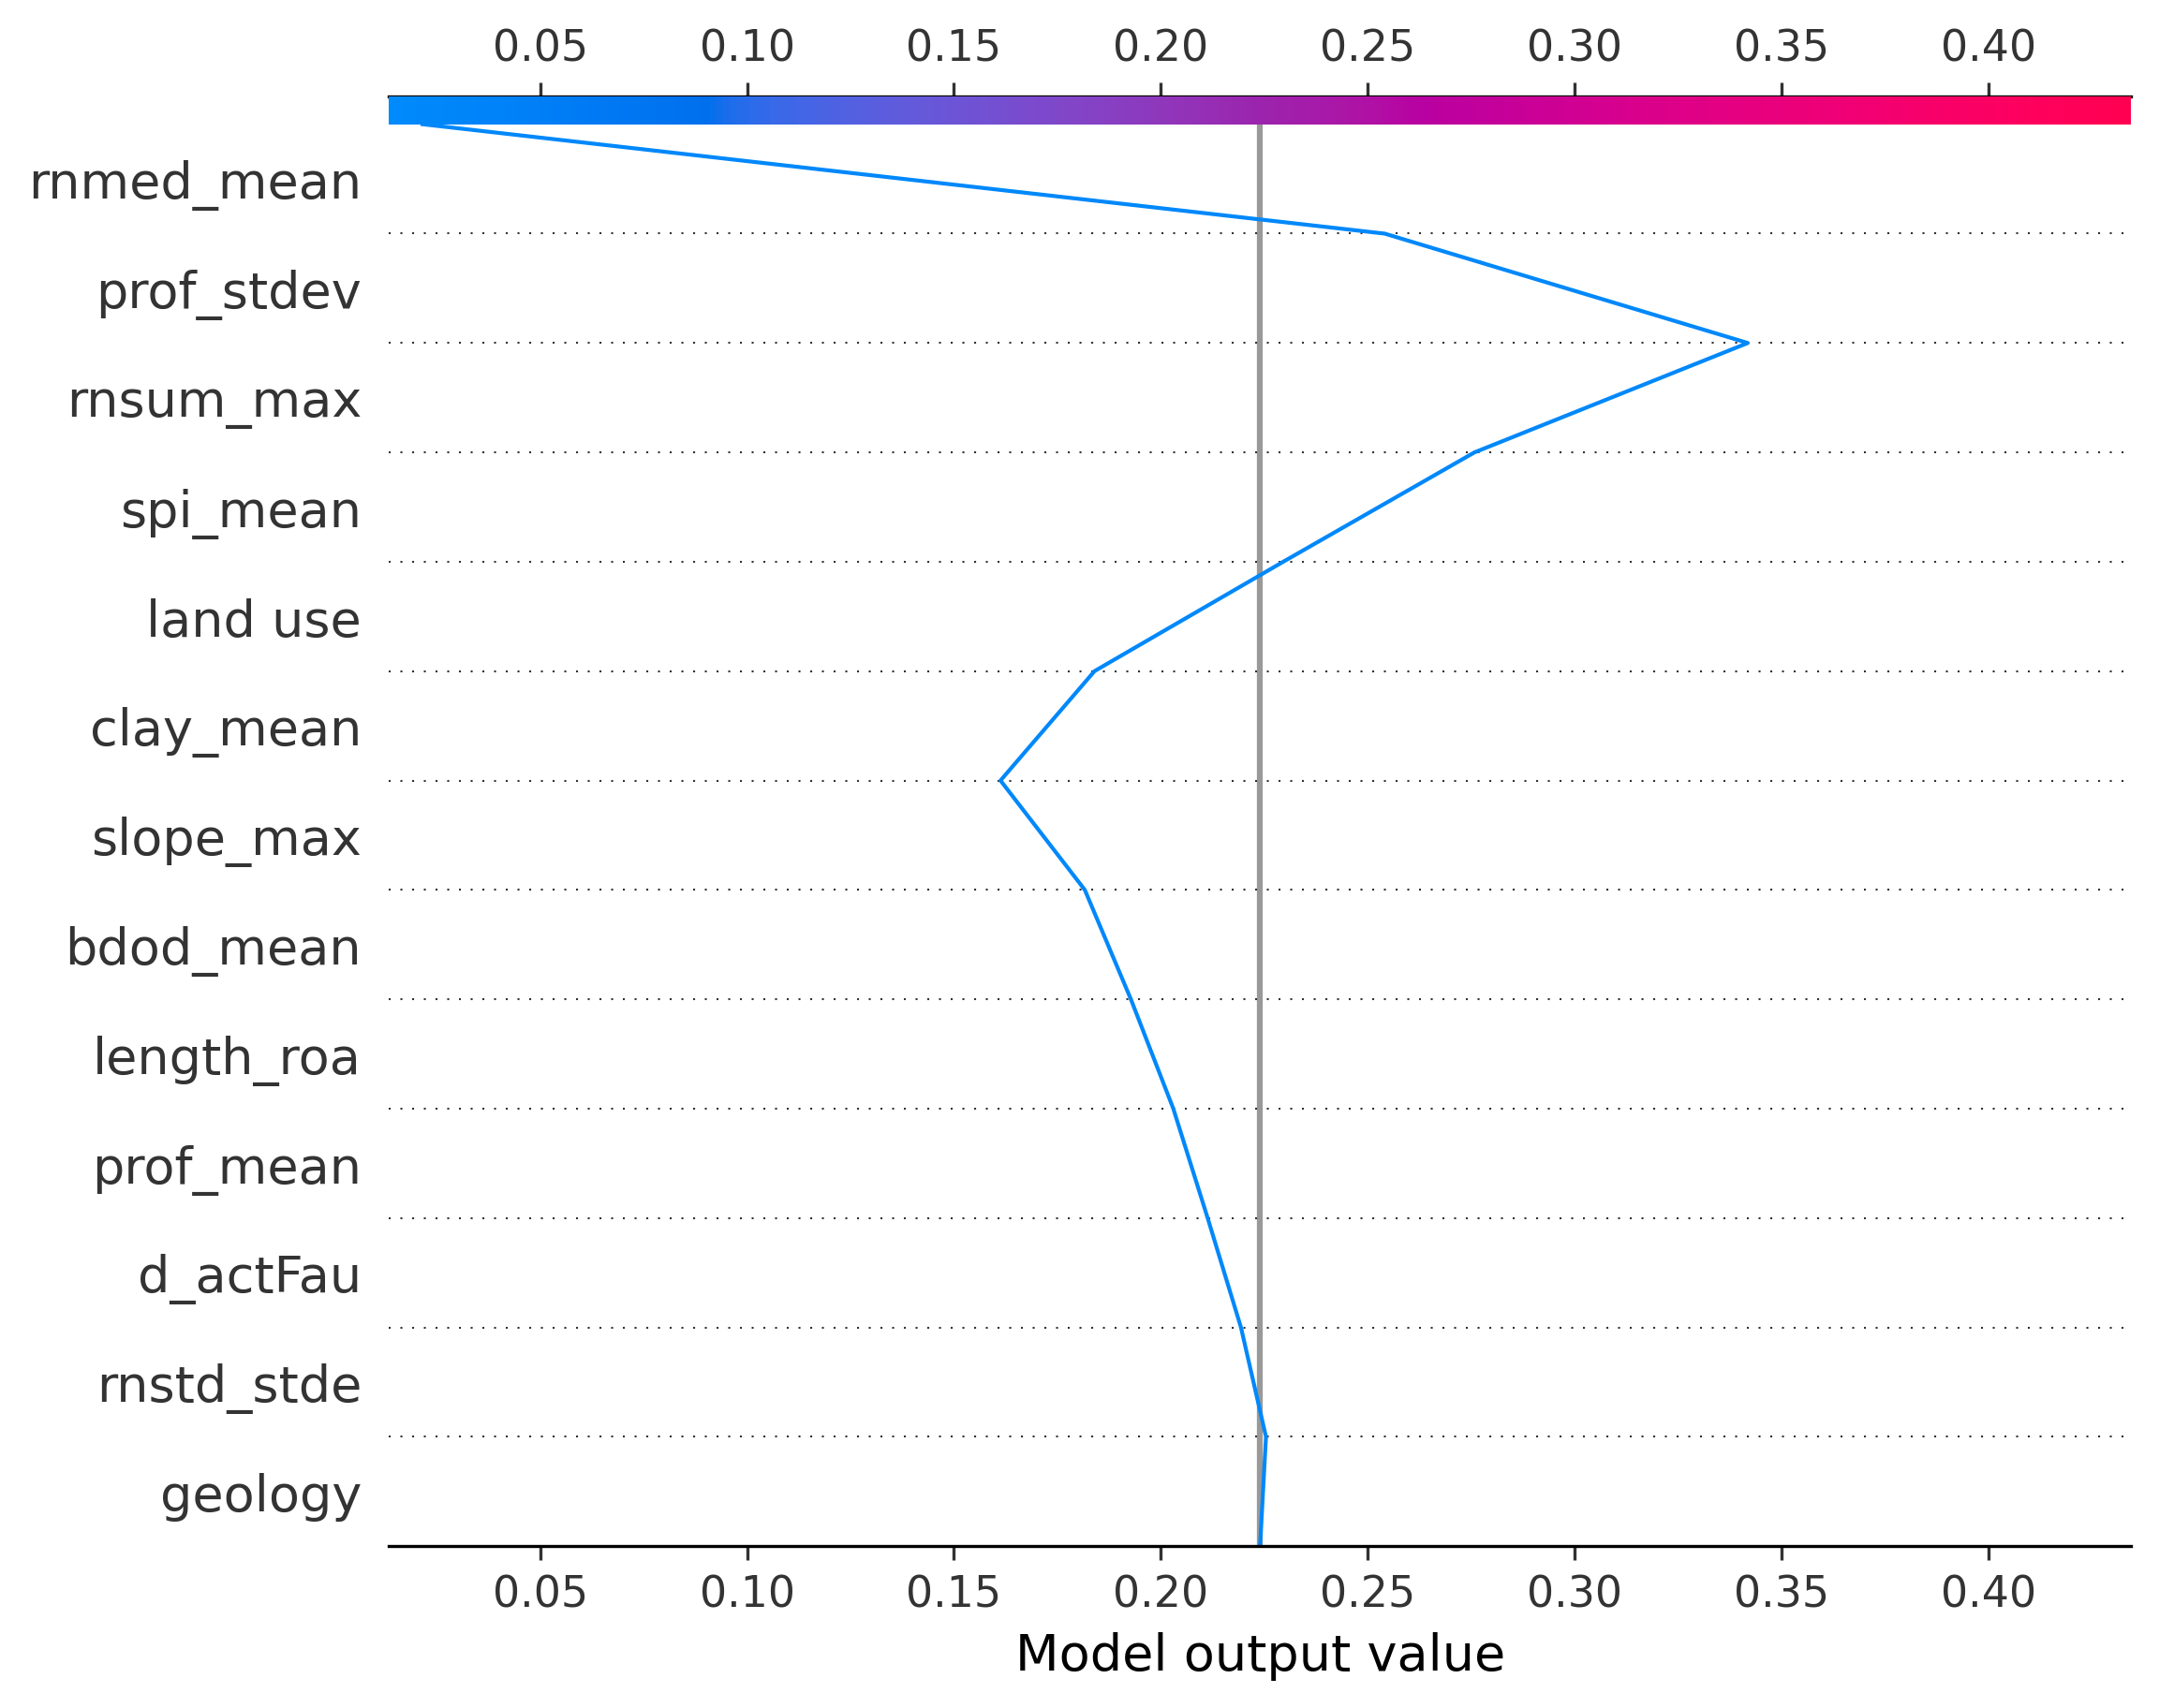 0.05 0.10 0.15 0.20 0.25 0.30 0.35 0.40
rnmed_mean
prof_stdev
rnsum_max
spi_mean
land use
clay_mean
slope_max
bdod_mean
length_roa
prof_mean
d_actFau
rnstd_stde
geology
0.05 0.10 0.15 0.20 0.25 0.30 0.35 0.40
Model output value